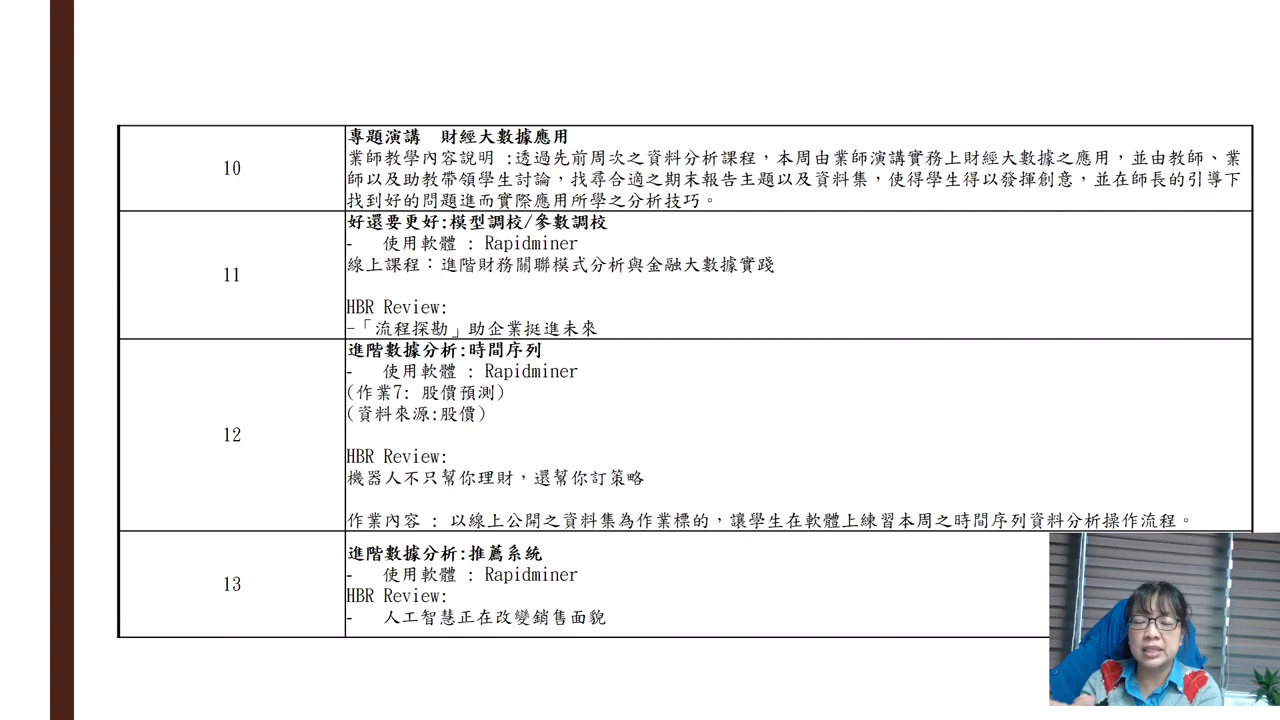 10
專題演講　財經大數據應用
業師教學內容說明 :透過先前周次之資料分析課程，本周由業師演講實務上財經大數據之應用，並由教師、業
師以及助教帶領學生討論，找尋合適之期末報告主題以及資料集，使得學生得以發揮創意，並在師長的引導下
找到好的問題進而實際應用所學之分析技巧。
11
好還要更好:模型調校/參數調校
- 使用軟體 : Rapidminer
線上課程：進階財務關聯模式分析與金融大數據實踐
HBR Review:
-「流程探勘」助企業挺進未來
12
進階數據分析:時間序列
- 使用軟體 : Rapidminer
(作業7: 股價預測)
(資料來源:股價)
HBR Review:
機器人不只幫你理財，還幫你訂策略
作業內容 : 以線上公開之資料集為作業標的，讓學生在軟體上練習本周之時間序列資料分析操作流程。
13
進階數據分析:推薦系統
- 使用軟體 : Rapidminer
HBR Review:
- 人工智慧正在改變銷售面貌